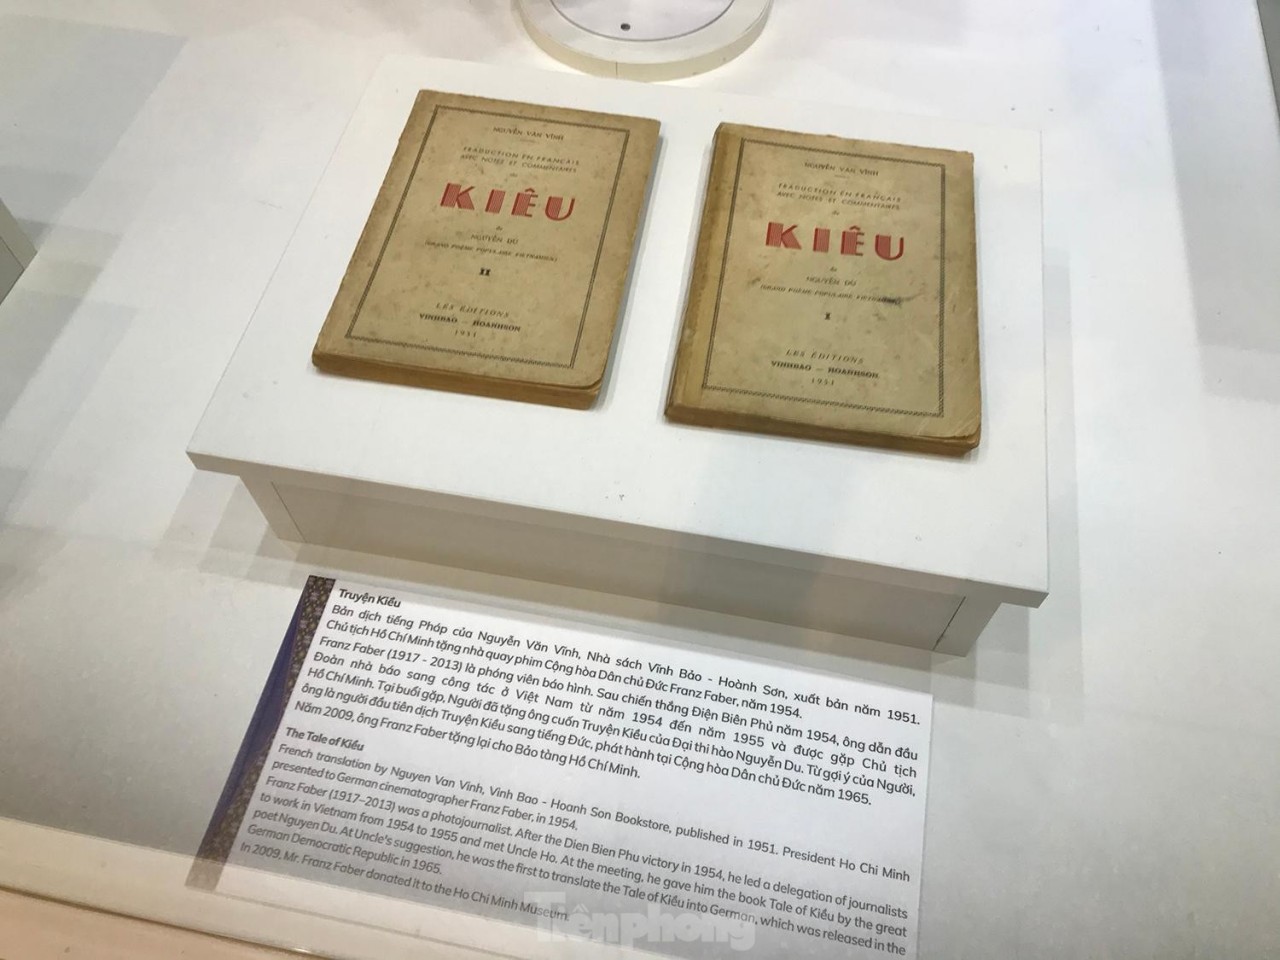 NGUYỄN VĂN VĨNH
TRADUCTION EN FRANÇAIS
AVEC NOTES ET COMMENTAIRES
du
KIÊU
de
NGUYỄN DU
(GRAND POÈME POPULAIRE VIETNAMIEN)
II
LES ÉDITIONS
VINHBAO — HOANHSON
1951
NGUYỄN VĂN VĨNH
TRADUCTION EN FRANÇAIS
AVEC NOTES ET COMMENTAIRES
du
KIÊU
de
NGUYỄN DU
(GRAND POÈME POPULAIRE VIETNAMIEN)
I
LES ÉDITIONS
VINHBAO — HOANHSON
1951
Truyện Kiều
Bản dịch tiếng Pháp của Nguyễn Văn Vĩnh, Nhà sách Vĩnh Bảo - Hoành Sơn, xuất bản năm 1951.
Chủ tịch Hồ Chí Minh tặng nhà quay phim Cộng hòa Dân chủ Đức Franz Faber, năm 1954.
Franz Faber (1917 - 2013) là phóng viên báo hình. Sau chiến thắng Điện Biên Phủ năm 1954, ông dẫn đầu
Đoàn nhà báo sang công tác ở Việt Nam từ năm 1954 đến năm 1955 và được gặp Chủ tịch
Hồ Chí Minh. Tại buổi gặp, Người đã tặng ông cuốn Truyện Kiều của Đại thi hào Nguyễn Du. Từ gợi ý của Người,
ông là người đầu tiên dịch Truyện Kiều sang tiếng Đức, phát hành tại Cộng hòa Dân chủ Đức năm 1965.
Năm 2009, ông Franz Faber tặng lại cho Bảo tàng Hồ Chí Minh.
The Tale of Kiều
French translation by Nguyen Van Vinh, Vinh Bao - Hoanh Son Bookstore, published in 1951. President Ho Chi Minh
presented to German cinematographer Franz Faber, in 1954.
Franz Faber (1917–2013) was a photojournalist. After the Dien Bien Phu victory in 1954, he led a delegation of journalists
to work in Vietnam from 1954 to 1955 and met Uncle Ho. At the meeting, he gave him the book Tale of Kiều by the great
poet Nguyen Du. At Uncle's suggestion, he was the first to translate the Tale of Kiều into German, which was released in the
German Democratic Republic in 1965.
In 2009, Mr. Franz Faber donated it to the Ho Chi Minh Museum.
Tiênphong